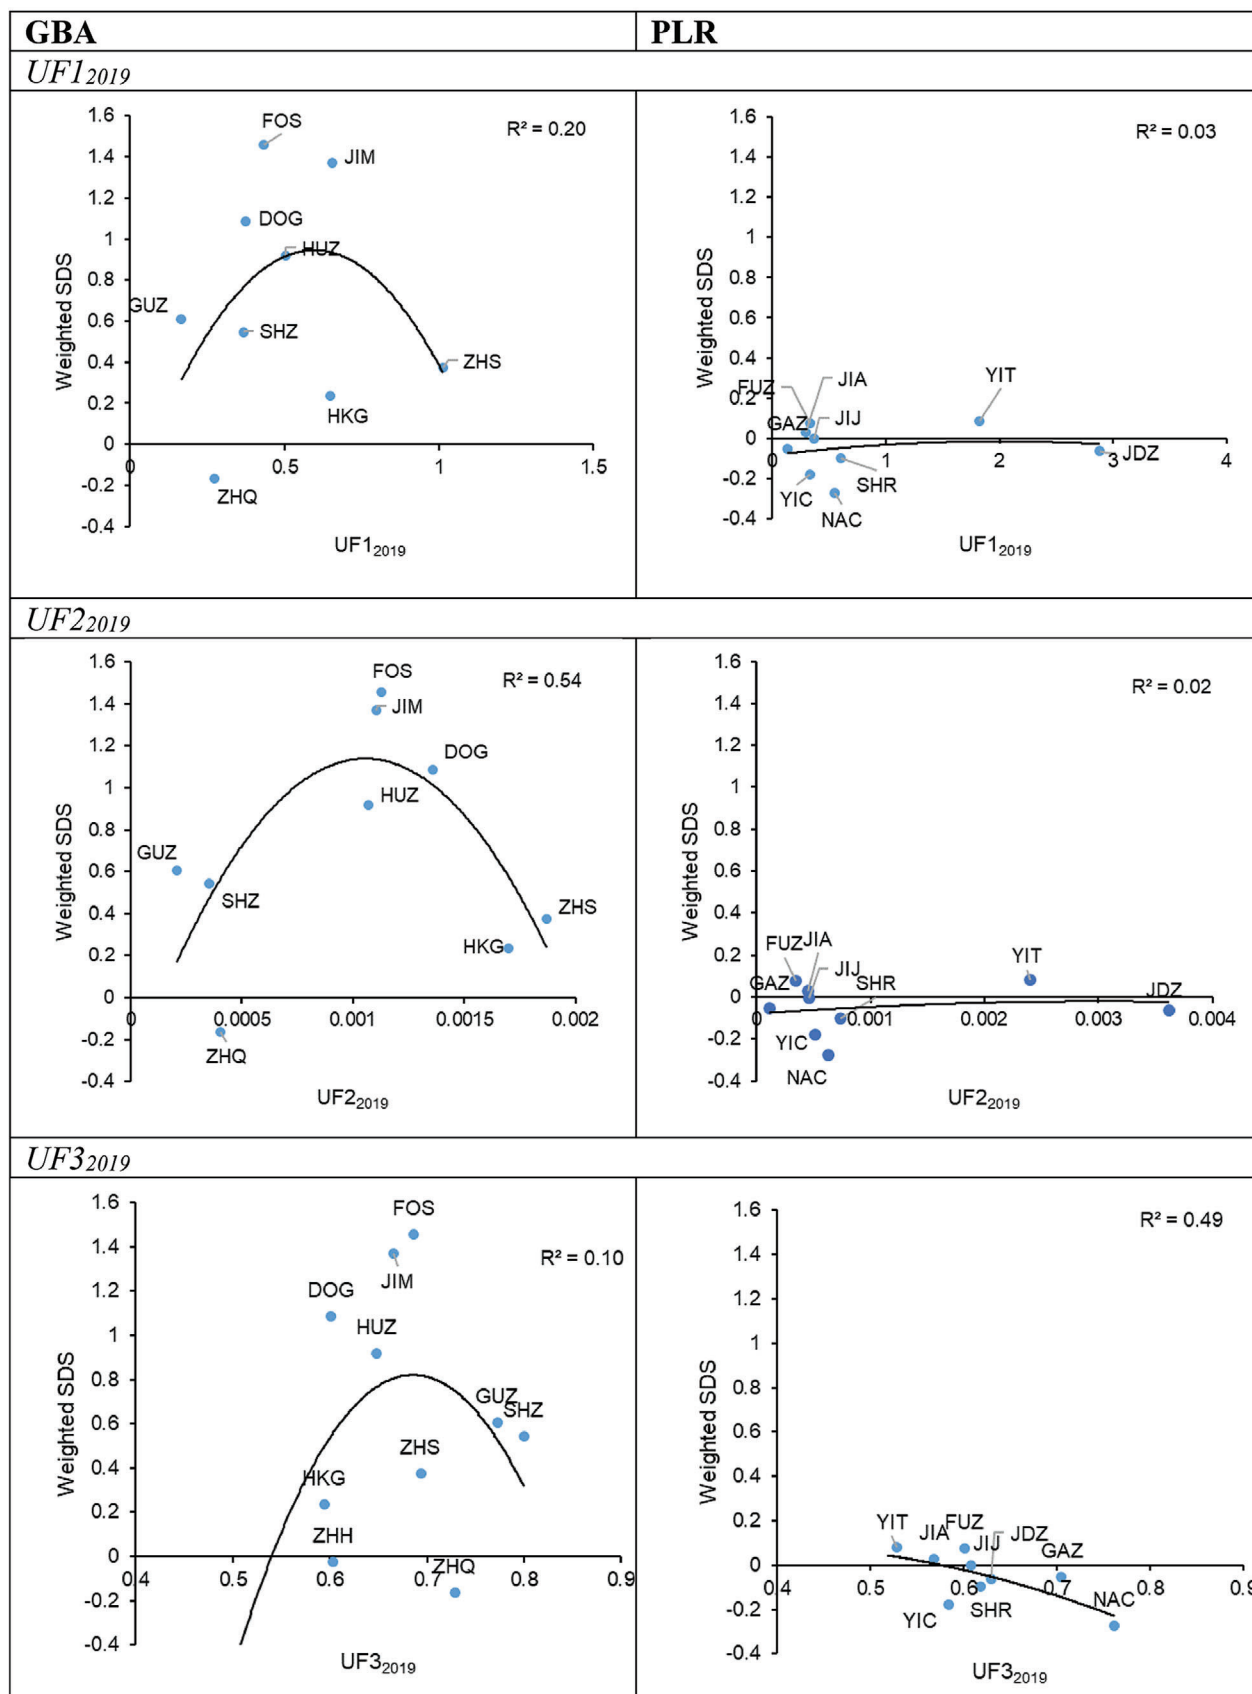 GBA PLR
UF12019
1.6
1.4
1.2
1
0.8
0.6
0.4
0.2
0
-0.2
-0.4
Weighted SDS
FOS
JIM
DOG
HUZ
GUZ
SHZ
ZHS
HKG
ZHQ
R² = 0.20
0.5 1 1.5
UF12019
1.6
1.4
1.2
1
0.8
0.6
0.4
0.2
0
-0.2
-0.4
Weighted SDS
R² = 0.03
FUZ JIA
YIT
GAZ JIJ
JDZ
YIC SHR
NAC
0 1 2 3 4
UF12019
UF22019
1.6
1.4
1.2
1
0.8
0.6
0.4
0.2
0
-0.2
-0.4
Weighted SDS
FOS
JIM
R² = 0.54
DOG
HUZ
GUZ
SHZ
ZHS
HKG
ZHQ
0 0.0005 0.001 0.0015 0.002
UF22019
1.6
1.4
1.2
1
0.8
0.6
0.4
0.2
0
-0.2
-0.4
Weighted SDS
R² = 0.02
FUZ JIA
YIT
JIJ SHR
GAZ
JDZ
YIC
NAC
0 0.001 0.002 0.003 0.004
UF22019
UF32019
1.6
1.4
1.2
1
0.8
0.6
0.4
0.2
0
-0.2
-0.4
Weighted SDS
FOS
R² = 0.10
JIM
DOG
HUZ
GUZ SHZ
ZHS
HKG
ZHH
ZHQ
0.4 0.5 0.6 0.7 0.8 0.9
UF32019
1.6
1.4
1.2
1
0.8
0.6
0.4
0.2
0
-0.2
-0.4
Weighted SDS
R² = 0.49
YIT JIA FUZ JIJ JDZ
GAZ
YIC SHR
NAC
0.4 0.5 0.6 0.7 0.8 0.9
UF32019